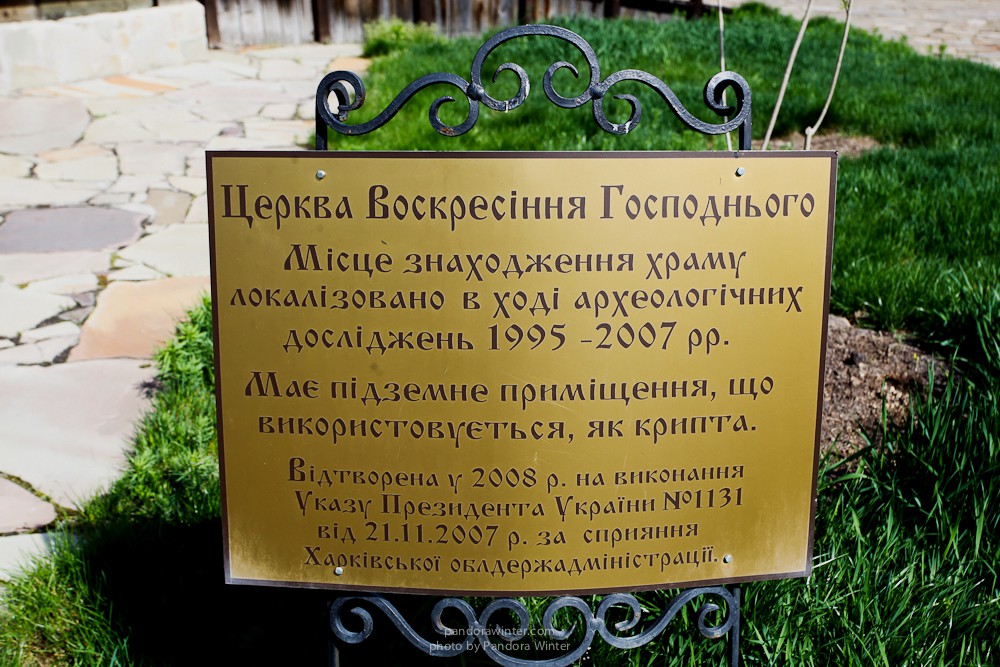 Церква Воскресіння Господнього
Місце знаходження храму
локалізовано в ході археологічних
досліджень 1995 -2007 рр.
Має підземне приміщення, що
використовується, як крипта.
Відтворена у 2008 р. на виконання
Указу Президента України №1131
від 21.11.2007 р. за сприяння
Харківської облдержадміністрації.
pandorawinter.com
photo by Pandora Winter